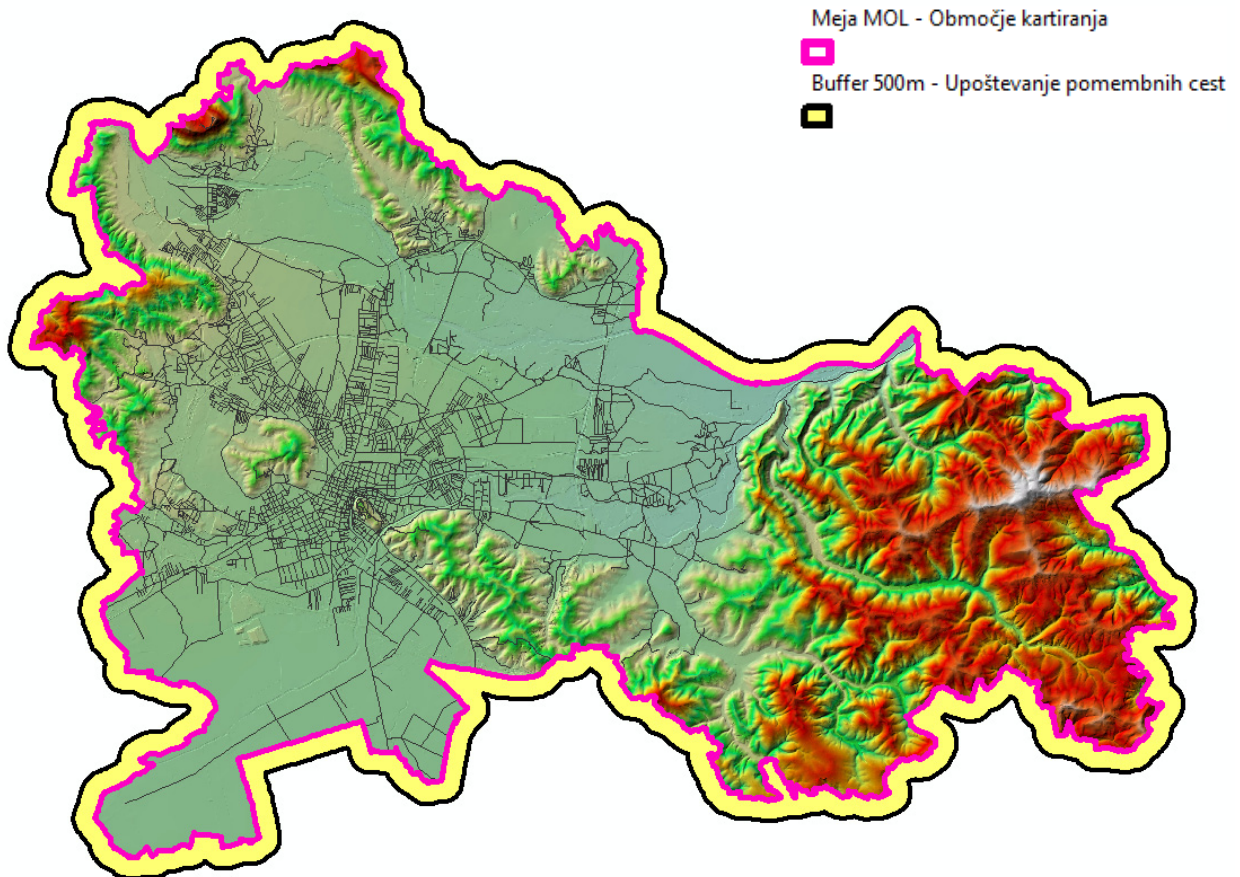 Meja MOL - Območje kartiranja
Buffer 500m - Upoštevanje pomembnih cest